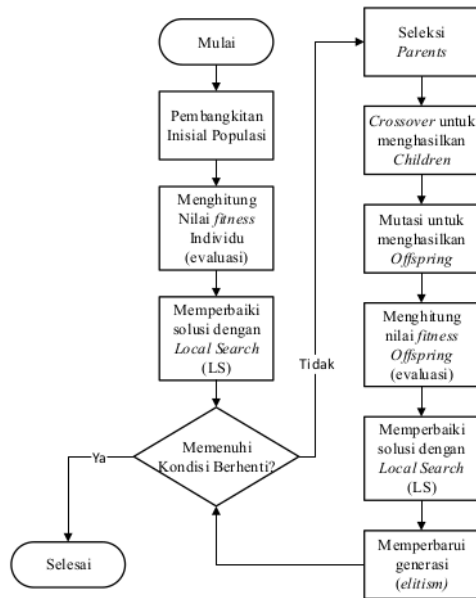 Mulai
Pembangkitan
Inisial Populasi
Menghitung
Nilai fitness
Individu
(evaluasi)
Memperbaiki
solusi dengan
Local Search
(LS)
Memenuhi
Kondisi Berhenti?
Ya
Selesai
Tidak
Seleksi
Parents
Crossover untuk
menghasilkan
Children
Mutasi untuk
menghasilkan
Offspring
Menghitung
nilai fitness
Offspring
(evaluasi)
Memperbaiki
solusi dengan
Local Search
(LS)
Memperbarui
generasi
(elitism)